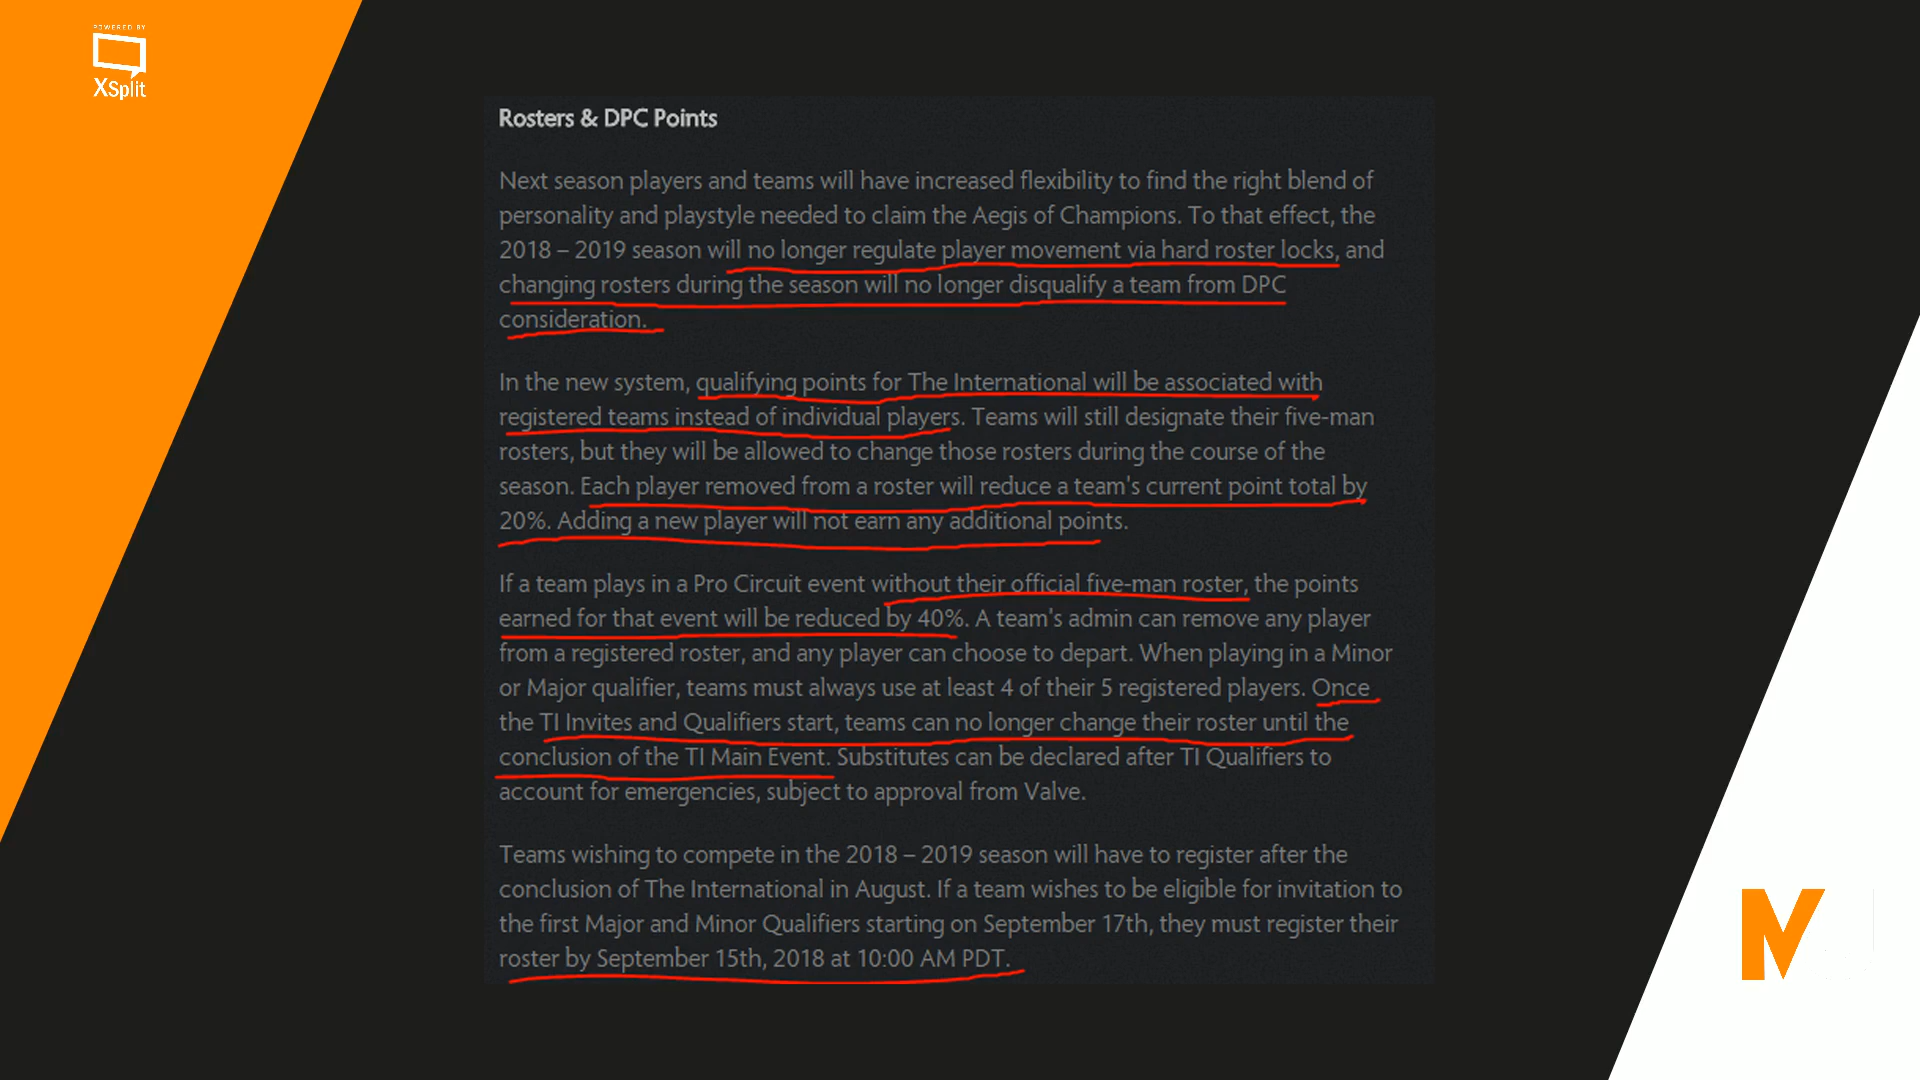 POWERED BY
XSplit
Rosters & DPC Points
Next season players and teams will have increased flexibility to find the right blend of
personality and playstyle needed to claim the Aegis of Champions. To that effect, the
2018 – 2019 season will no longer regulate player movement via hard roster locks, and
changing rosters during the season will no longer disqualify a team from DPC
consideration.
In the new system, qualifying points for The International will be associated with
registered teams instead of individual players. Teams will still designate their five-man
rosters, but they will be allowed to change those rosters during the course of the
season. Each player removed from a roster will reduce a team's current point total by
20%. Adding a new player will not earn any additional points.
If a team plays in a Pro Circuit event without their official five-man roster, the points
earned for that event will be reduced by 40%. A team's admin can remove any player
from a registered roster, and any player can choose to depart. When playing in a Minor
or Major qualifier, teams must always use at least 4 of their 5 registered players. Once
the TI Invites and Qualifiers start, teams can no longer change their roster until the
conclusion of the TI Main Event. Substitutes can be declared after TI Qualifiers to
account for emergencies, subject to approval from Valve.
Teams wishing to compete in the 2018 – 2019 season will have to register after the
conclusion of The International in August. If a team wishes to be eligible for invitation to
the first Major and Minor Qualifiers starting on September 17th, they must register their
roster by September 15th, 2018 at 10:00 AM PDT.
M